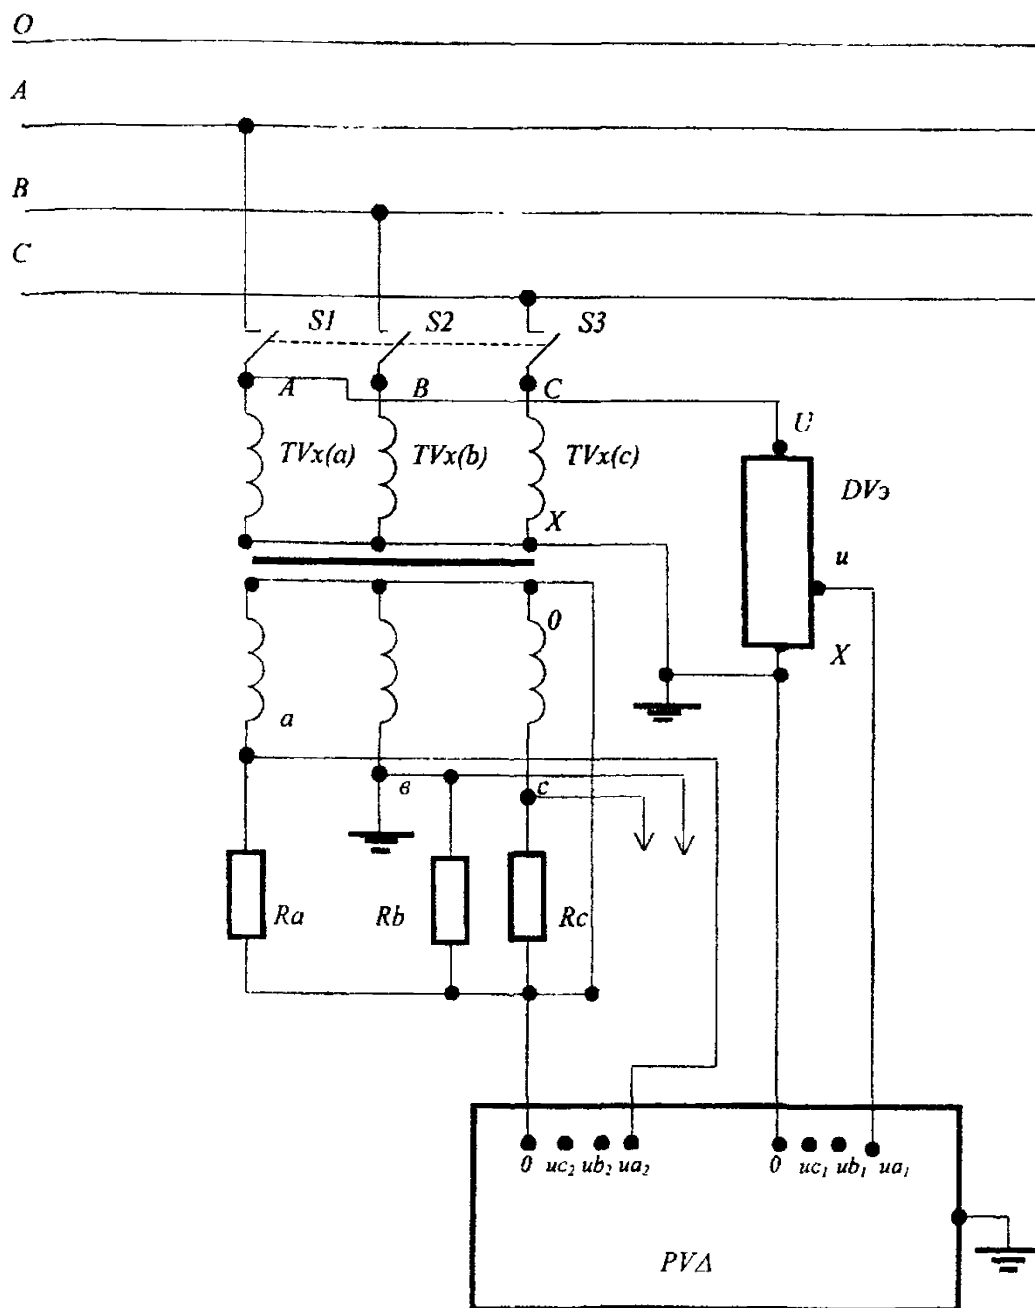 O
A
B
C
S1 S2 S3
A B C
U
TVx(a) TVx(b) TVx(c)
DVэ
X
и
0
X
a
в c
Ra Rb Rc
0 uc₂ ub₂ ua₂ 0 uc₁ ub₁ ua₁
PVΔ